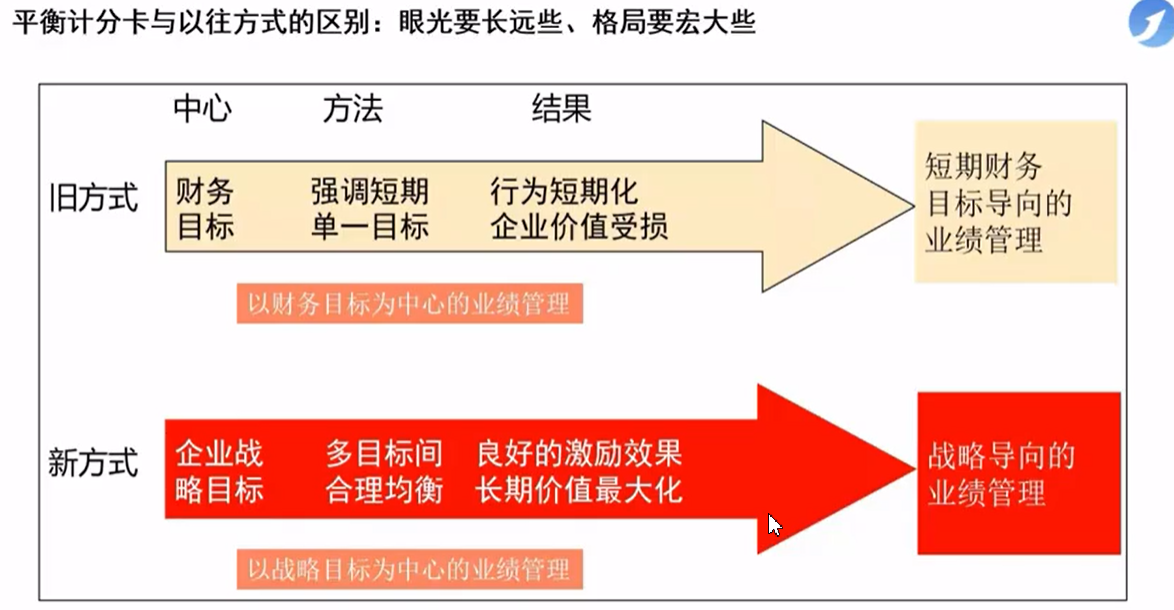 平衡计分卡与以往方式的区别：眼光要长远些、格局要宏大些
中心 方法 结果
旧方式
财务
目标
强调短期
单一目标
行为短期化
企业价值受损
短期财务
目标导向的
业绩管理
以财务目标为中心的业绩管理
新方式
企业战
略目标
多目标间
合理均衡
良好的激励效果
长期价值最大化
战略导向的
业绩管理
以战略目标为中心的业绩管理